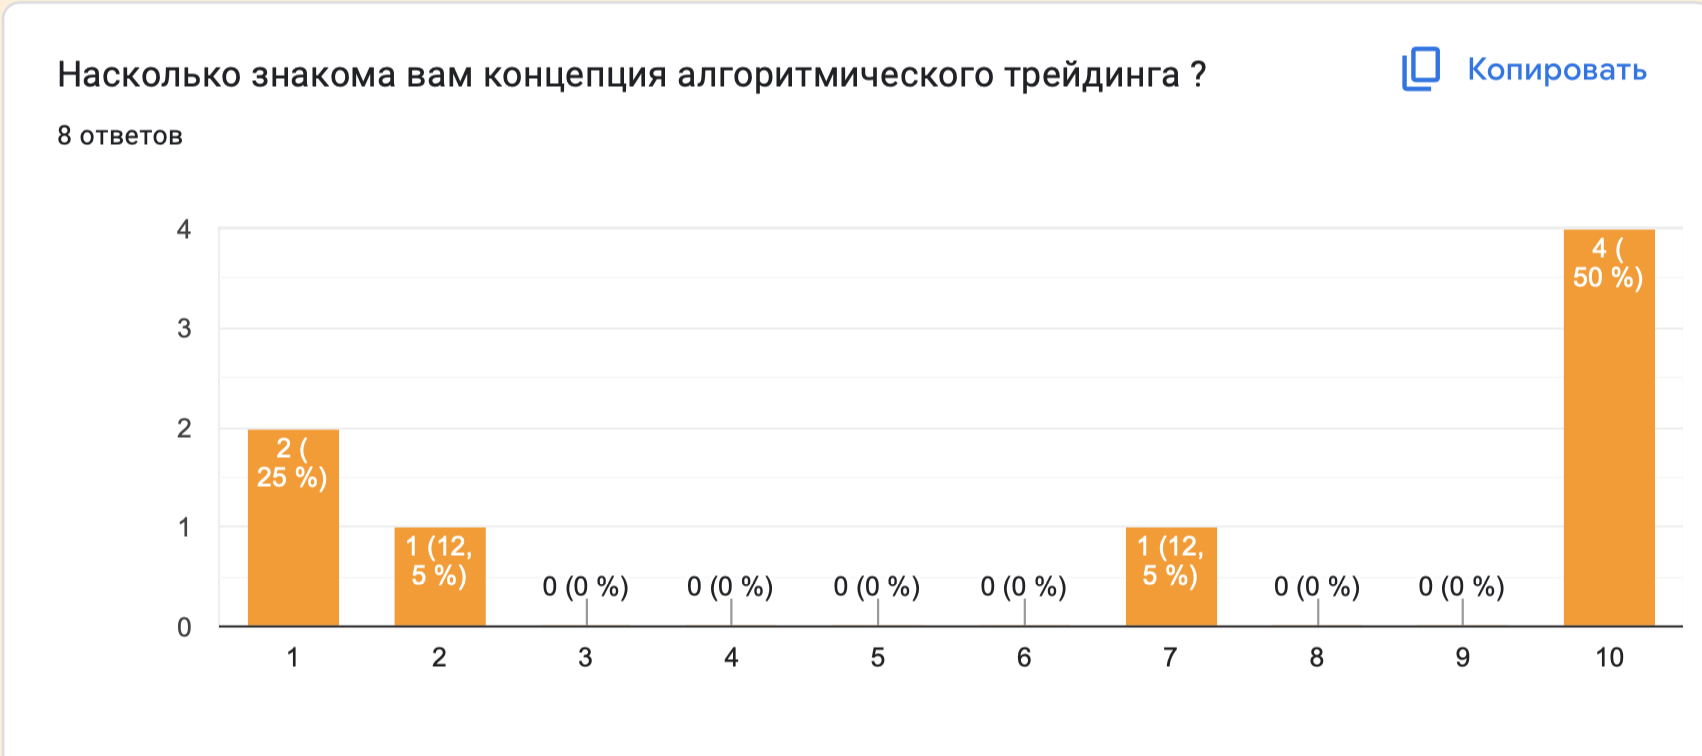 Насколько знакома вам концепция алгоритмического трейдинга ?
Копировать
8 ответов
4
3
2
1
0
2 (
25 %)
1 (12,
5 %)
0 (0 %)
0 (0 %)
0 (0 %)
0 (0 %)
1 (12,
5 %)
0 (0 %)
0 (0 %)
4 (
50 %)
1 2 3 4 5 6 7 8 9 10